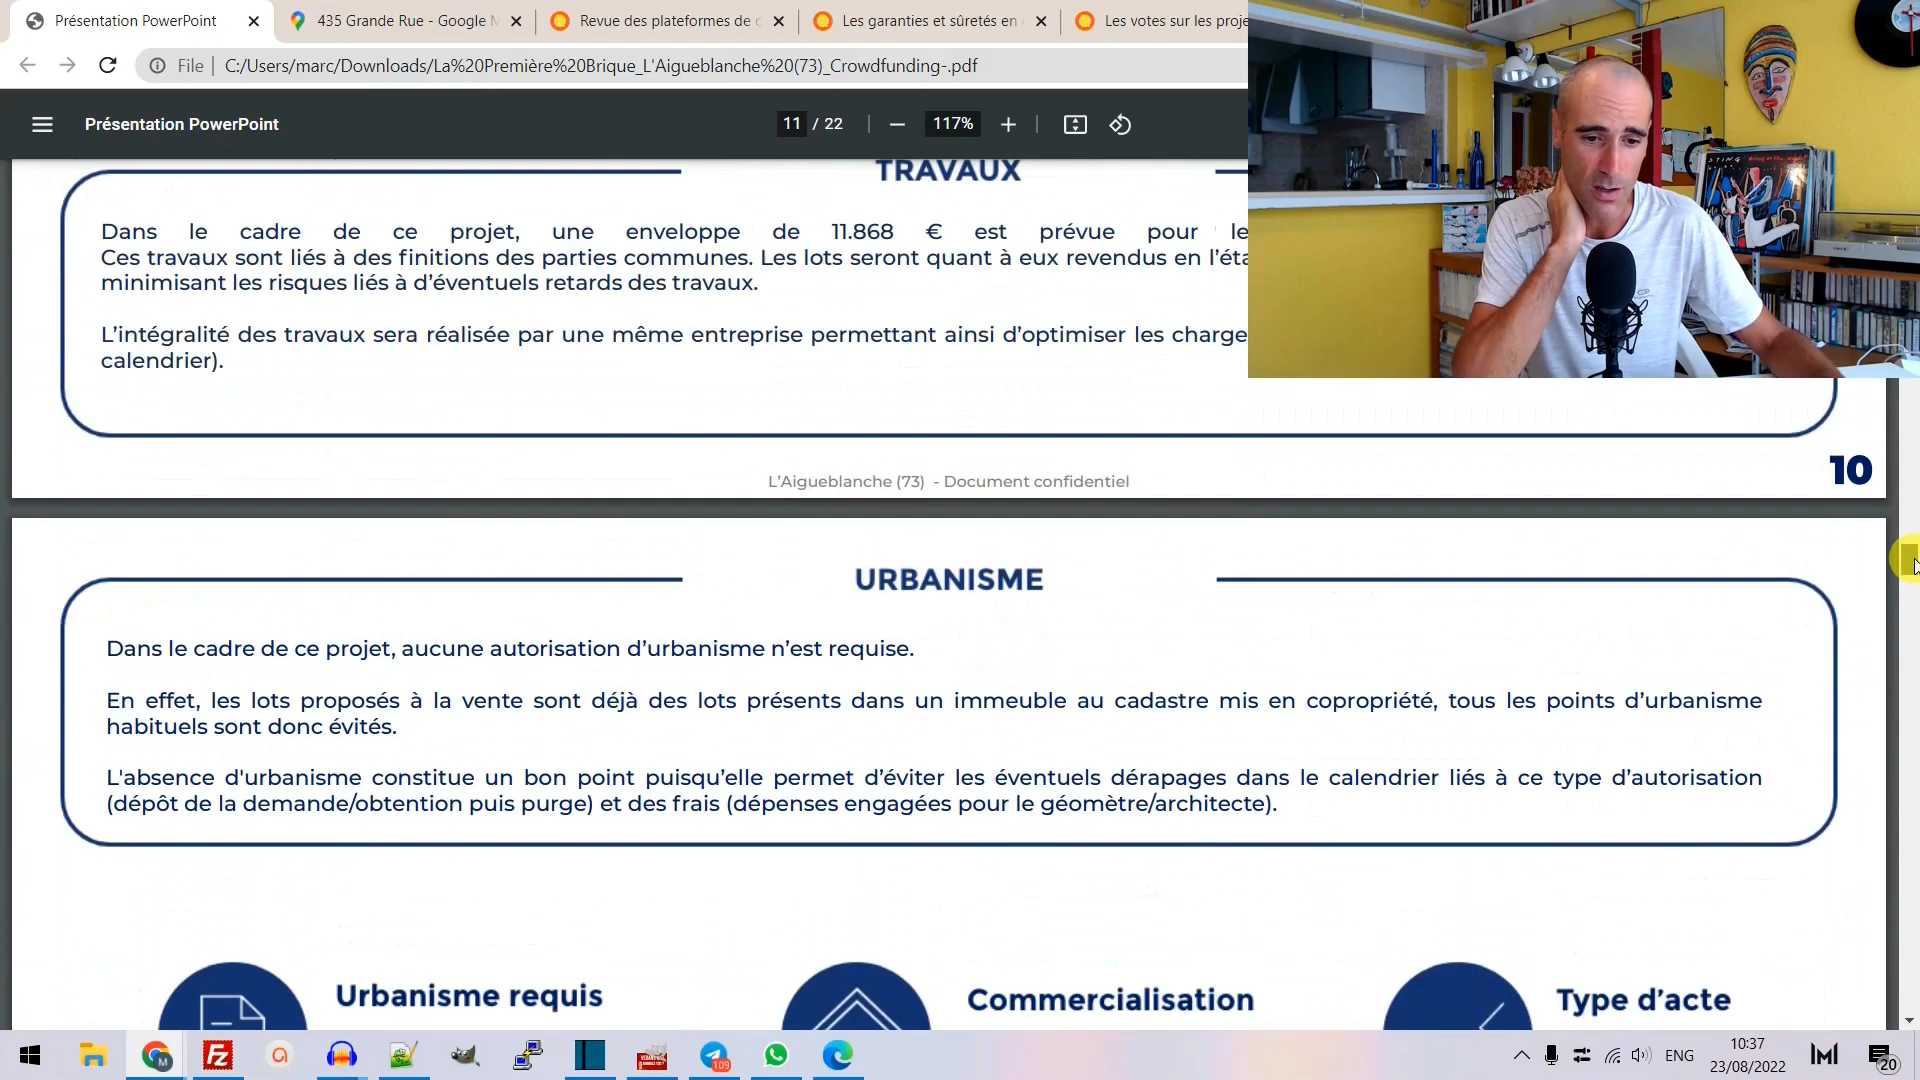 Présentation PowerPoint
435 Grande Rue - Google M
Revue des plateformes de c
Les garanties et sûretés en
Les votes sur les proje
File
C:/Users/marc/Downloads/La%20Première%20Brique_L'Aigueblanche%20(73)_Crowdfunding-.pdf
Présentation PowerPoint
11 / 22
117%
TRAVAUX
Dans le cadre de ce projet, une enveloppe de 11.868 € est prévue pour le
Ces travaux sont liés à des finitions des parties communes. Les lots seront quant à eux revendus en l'éta
minimisant les risques liés à d'éventuels retards des travaux.
L'intégralité des travaux sera réalisée par une même entreprise permettant ainsi d'optimiser les charge
calendrier).
STING
L'Aigueblanche (73) - Document confidentiel
10
URBANISME
Dans le cadre de ce projet, aucune autorisation d'urbanisme n'est requise.
En effet, les lots proposés à la vente sont déjà des lots présents dans un immeuble au cadastre mis en copropriété, tous les points d'urbanisme
habituels sont donc évités.
L'absence d'urbanisme constitue un bon point puisqu'elle permet d'éviter les éventuels dérapages dans le calendrier liés à ce type d'autorisation
(dépôt de la demande/obtention puis purge) et des frais (dépenses engagées pour le géomètre/architecte).
Urbanisme requis
Commercialisation
Type d'acte
109
ENG
10:37
23/08/2022
20